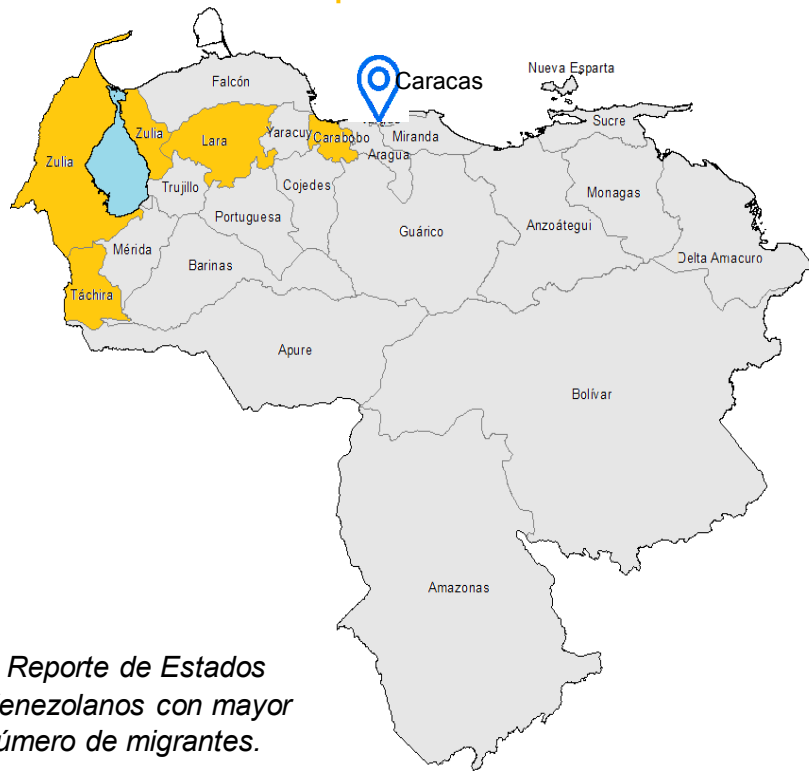 Caracas
Nueva Esparta
Falcón
Sucre
Zulia
Lara
Yaracuy
Carabobo
Miranda
Aragua
Zulia
Trujillo
Cojedes
Monagas
Portuguesa
Guárico
Anzoátegui
Mérida
Barinas
Delta Amacuro
Táchira
Apure
Bolívar
Amazonas
Reporte de Estados
enezolanos con mayor
úmero de migrantes.